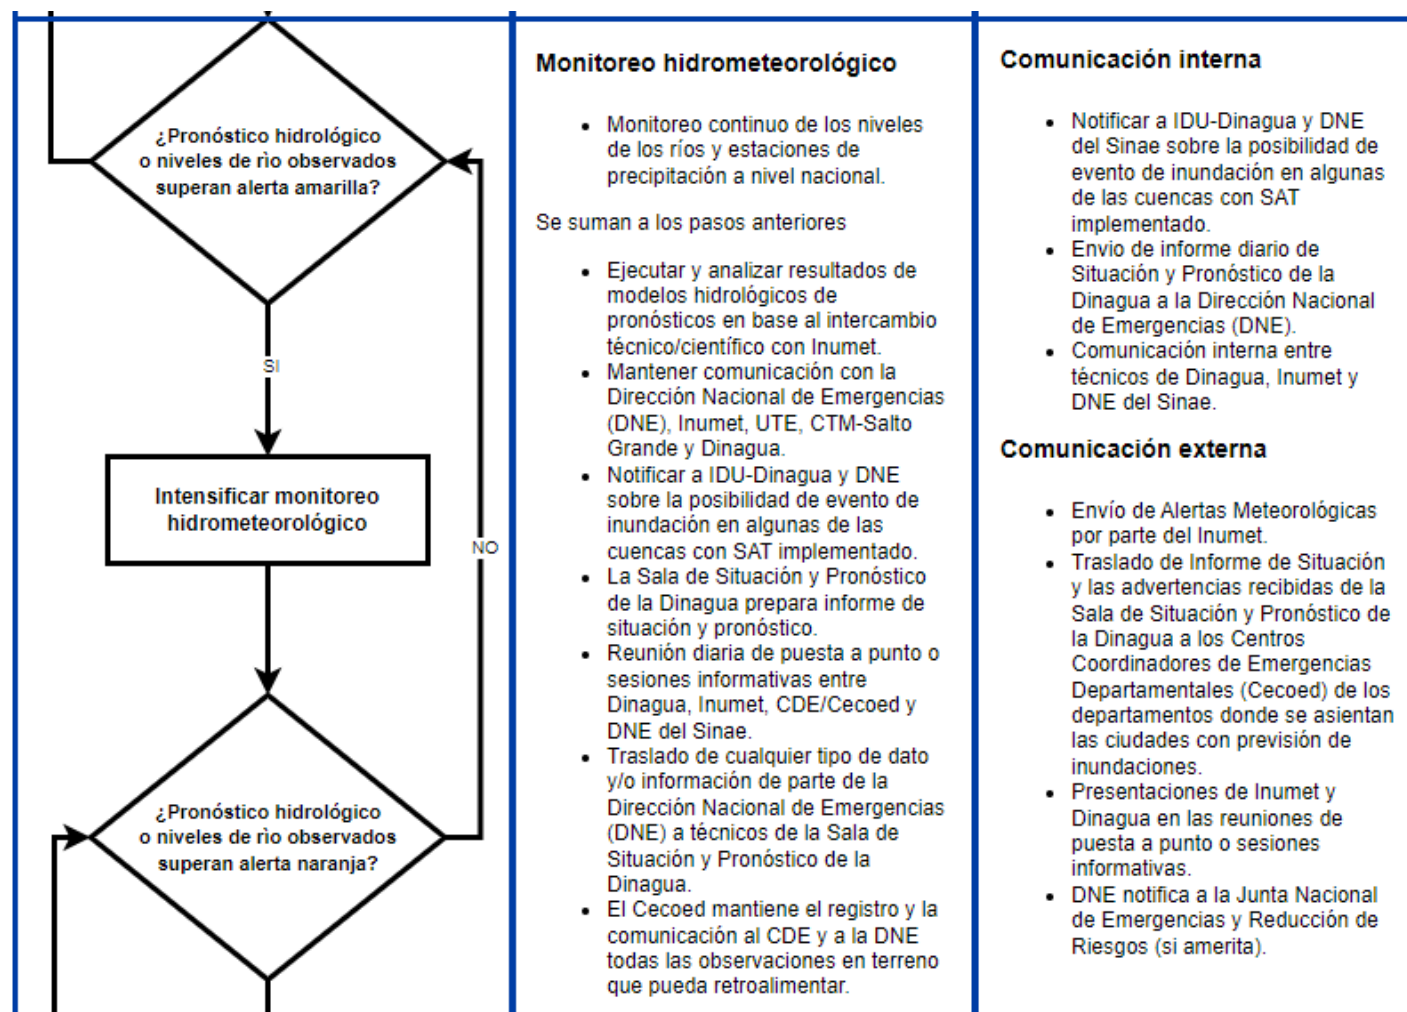 ¿Pronóstico hidrológico
o niveles de rìo observados
superan alerta amarilla?
SI
Intensificar monitoreo
hidrometeorológico
NO
¿Pronóstico hidrológico
o niveles de rìo observados
superan alerta naranja?
Monitoreo hidrometeorológico
• Monitoreo continuo de los niveles
de los ríos y estaciones de
precipitación a nivel nacional.
Se suman a los pasos anteriores
• Ejecutar y analizar resultados de
modelos hidrológicos de
pronósticos en base al intercambio
técnico/científico con Inumet.
• Mantener comunicación con la
Dirección Nacional de Emergencias
(DNE), Inumet, UTE, CTM-Salto
Grande y Dinagua.
• Notificar a IDU-Dinagua y DNE
sobre la posibilidad de evento de
inundación en algunas de las
cuencas con SAT implementado.
• La Sala de Situación y Pronóstico
de la Dinagua prepara informe de
situación y pronóstico.
• Reunión diaria de puesta a punto o
sesiones informativas entre
Dinagua, Inumet, CDE/Cecoed y
DNE del Sinae.
• Traslado de cualquier tipo de dato
y/o información de parte de la
Dirección Nacional de Emergencias
(DNE) a técnicos de la Sala de
Situación y Pronóstico de la
Dinagua.
• El Cecoed mantiene el registro y la
comunicación al CDE y a la DNE
todas las observaciones en terreno
que pueda retroalimentar.
Comunicación interna
• Notificar a IDU-Dinagua y DNE
del Sinae sobre la posibilidad de
evento de inundación en algunas
de las cuencas con SAT
implementado.
• Envio de informe diario de
Situación y Pronóstico de la
Dinagua a la Dirección Nacional
de Emergencias (DNE).
• Comunicación interna entre
técnicos de Dinagua, Inumet y
DNE del Sinae.
Comunicación externa
• Envío de Alertas Meteorológicas
por parte del Inumet.
• Traslado de Informe de Situación
y las advertencias recibidas de la
Sala de Situación y Pronóstico de
la Dinagua a los Centros
Coordinadores de Emergencias
Departamentales (Cecoed) de los
departamentos donde se asientan
las ciudades con previsión de
inundaciones.
• Presentaciones de Inumet y
Dinagua en las reuniones de
puesta a punto o sesiones
informativas.
• DNE notifica a la Junta Nacional
de Emergencias y Reducción de
Riesgos (si amerita).